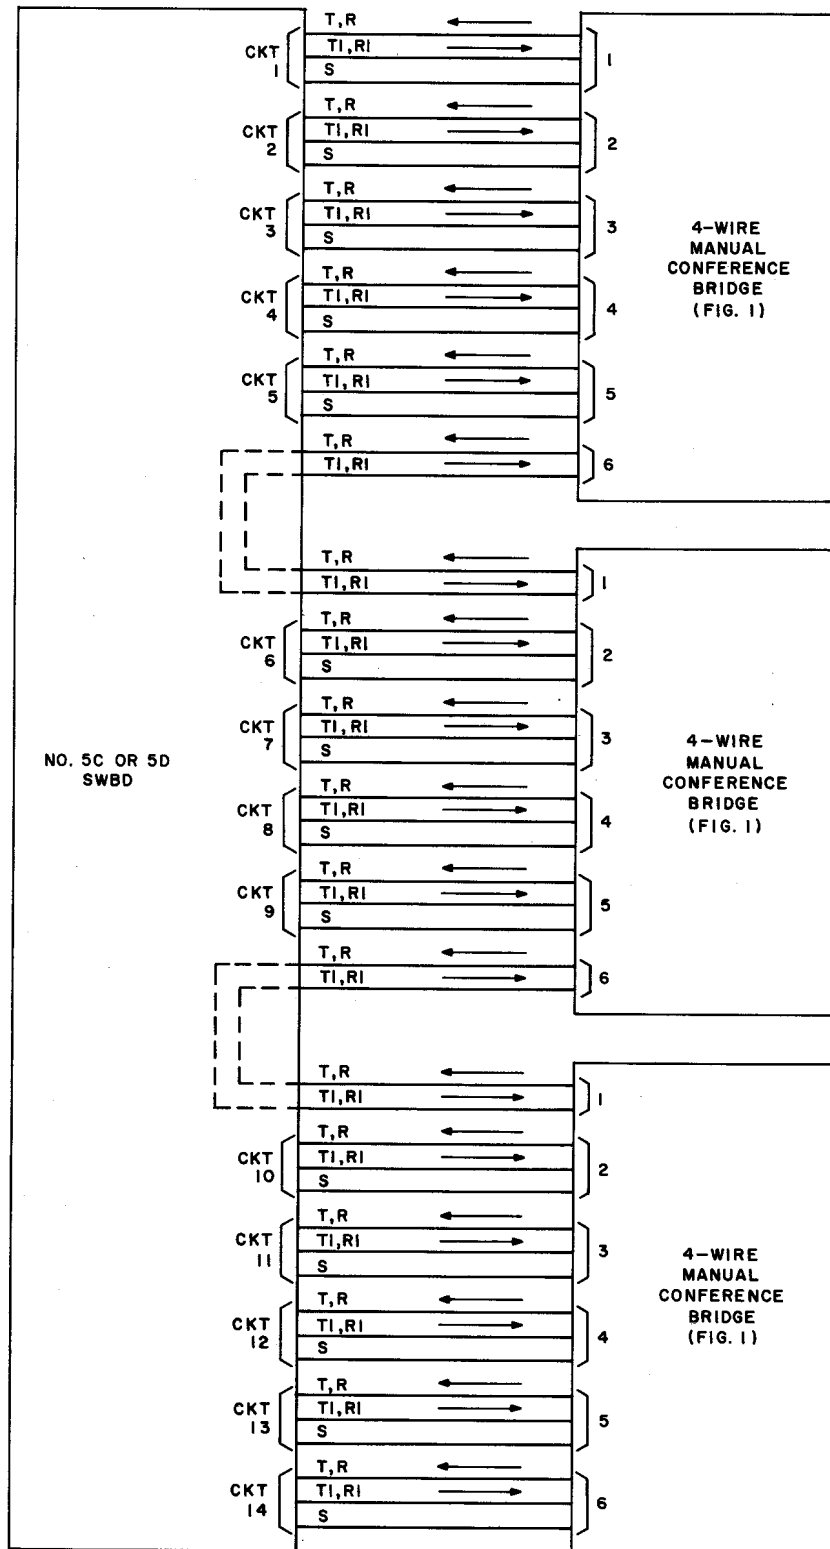 T,R
CKT 1
T1,R1
1
S
T,R
CKT 2
T1,R1
2
S
T,R
CKT 3
T1,R1
3
S
4-WIRE
MANUAL
CONFERENCE
BRIDGE
(FIG. 1)
T,R
CKT 4
T1,R1
4
S
T,R
CKT 5
T1,R1
5
S
T,R
T1,R1
6
T,R
T1,R1
1
T,R
CKT 6
T1,R1
2
S
T,R
CKT 7
T1,R1
3
S
NO. 5C OR 5D
SWBD
4-WIRE
MANUAL
CONFERENCE
BRIDGE
(FIG. 1)
T,R
CKT 8
T1,R1
4
S
T,R
CKT 9
T1,R1
5
S
T,R
T1,R1
6
T,R
T1,R1
1
T,R
CKT 10
T1,R1
2
S
T,R
CKT 11
T1,R1
3
S
4-WIRE
MANUAL
CONFERENCE
BRIDGE
(FIG. 1)
T,R
CKT 12
T1,R1
4
S
T,R
CKT 13
T1,R1
5
S
T,R
CKT 14
T1,R1
6
S